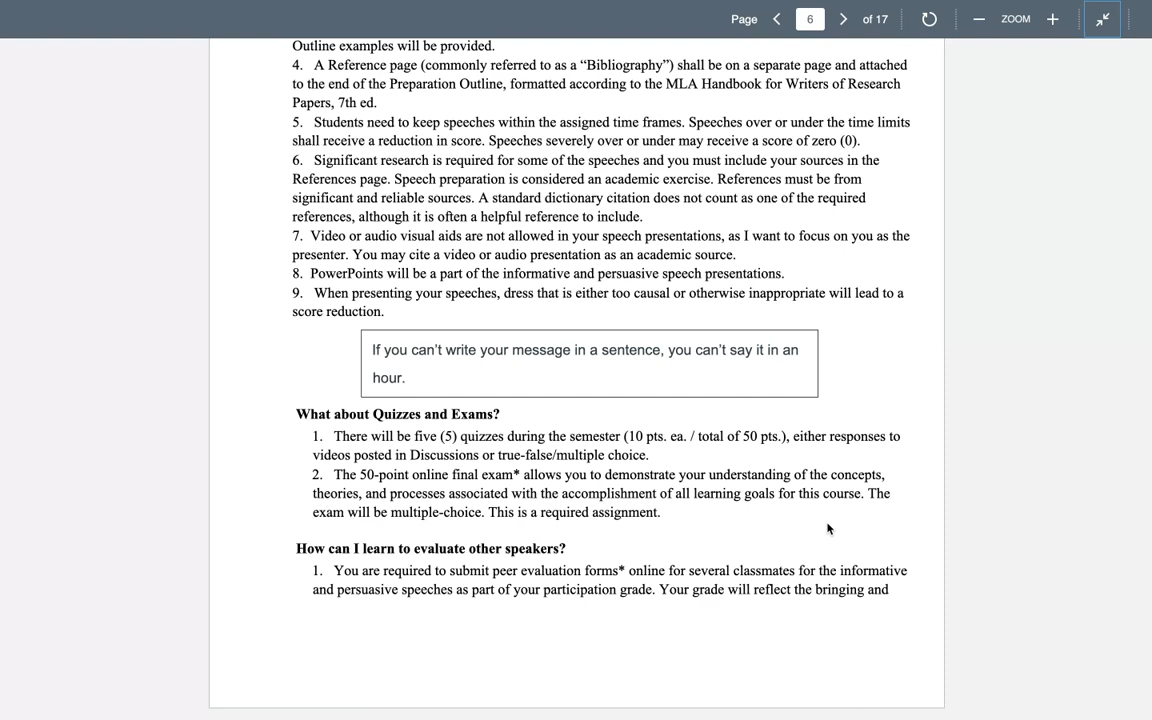 Page 6 of 17 ZOOM
Outline examples will be provided.
4. A Reference page (commonly referred to as a “Bibliography”) shall be on a separate page and attached
to the end of the Preparation Outline, formatted according to the MLA Handbook for Writers of Research
Papers, 7th ed.
5. Students need to keep speeches within the assigned time frames. Speeches over or under the time limits
shall receive a reduction in score. Speeches severely over or under may receive a score of zero (0).
6. Significant research is required for some of the speeches and you must include your sources in the
References page. Speech preparation is considered an academic exercise. References must be from
significant and reliable sources. A standard dictionary citation does not count as one of the required
references, although it is often a helpful reference to include.
7. Video or audio visual aids are not allowed in your speech presentations, as I want to focus on you as the
presenter. You may cite a video or audio presentation as an academic source.
8. PowerPoints will be a part of the informative and persuasive speech presentations.
9. When presenting your speeches, dress that is either too causal or otherwise inappropriate will lead to a
score reduction.
If you can’t write your message in a sentence, you can’t say it in an
hour.
What about Quizzes and Exams?
1. There will be five (5) quizzes during the semester (10 pts. ea. / total of 50 pts.), either responses to
videos posted in Discussions or true-false/multiple choice.
2. The 50-point online final exam* allows you to demonstrate your understanding of the concepts,
theories, and processes associated with the accomplishment of all learning goals for this course. The
exam will be multiple-choice. This is a required assignment.
How can I learn to evaluate other speakers?
1. You are required to submit peer evaluation forms* online for several classmates for the informative
and persuasive speeches as part of your participation grade. Your grade will reflect the bringing and